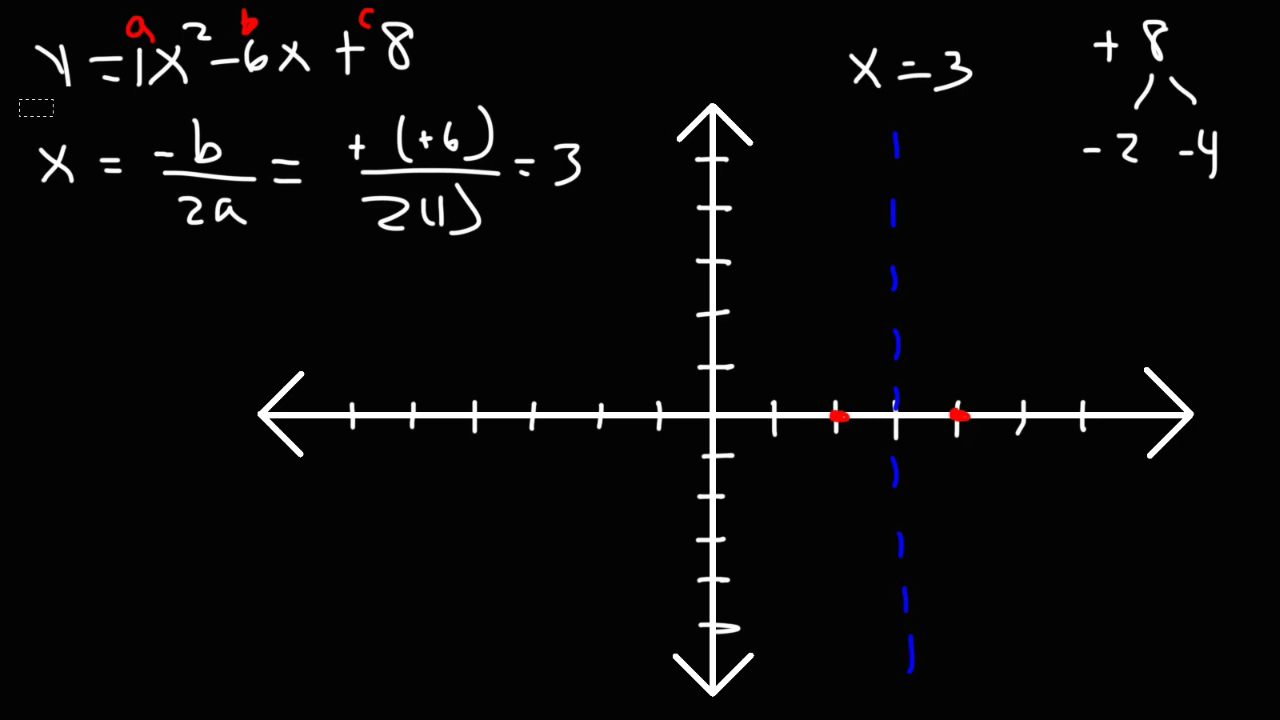 a b c
y = 1x² - 6x + 8
x = -b/2a = +(+6)/2(1) = 3
x = 3
+ 8
- 2 - 4